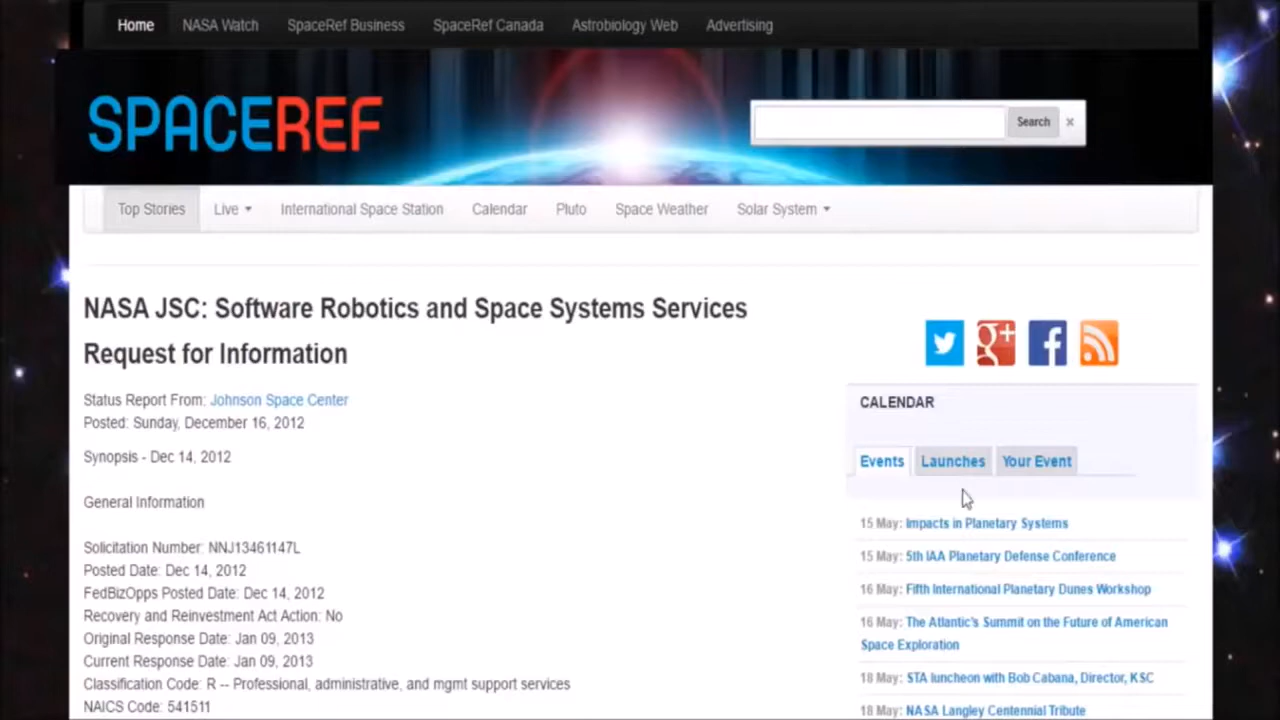 Home NASA Watch SpaceRef Business SpaceRef Canada Astrobiology Web Advertising
SPACEREF
Search ×
Top Stories Live International Space Station Calendar Pluto Space Weather Solar System
NASA JSC: Software Robotics and Space Systems Services
Request for Information
Status Report From: Johnson Space Center
Posted: Sunday, December 16, 2012
Synopsis - Dec 14, 2012
General Information
Solicitation Number: NNJ13461147L
Posted Date: Dec 14, 2012
FedBizOpps Posted Date: Dec 14, 2012
Recovery and Reinvestment Act Action: No
Original Response Date: Jan 09, 2013
Current Response Date: Jan 09, 2013
Classification Code: R -- Professional, administrative, and mgmt support services
NAICS Code: 541511
g+
f
CALENDAR
Events Launches Your Event
15 May: Impacts in Planetary Systems
15 May: 5th IAA Planetary Defense Conference
16 May: Fifth International Planetary Dunes Workshop
16 May: The Atlantic's Summit on the Future of American
Space Exploration
18 May: STA luncheon with Bob Cabana, Director, KSC
18 May: NASA Langley Centennial Tribute